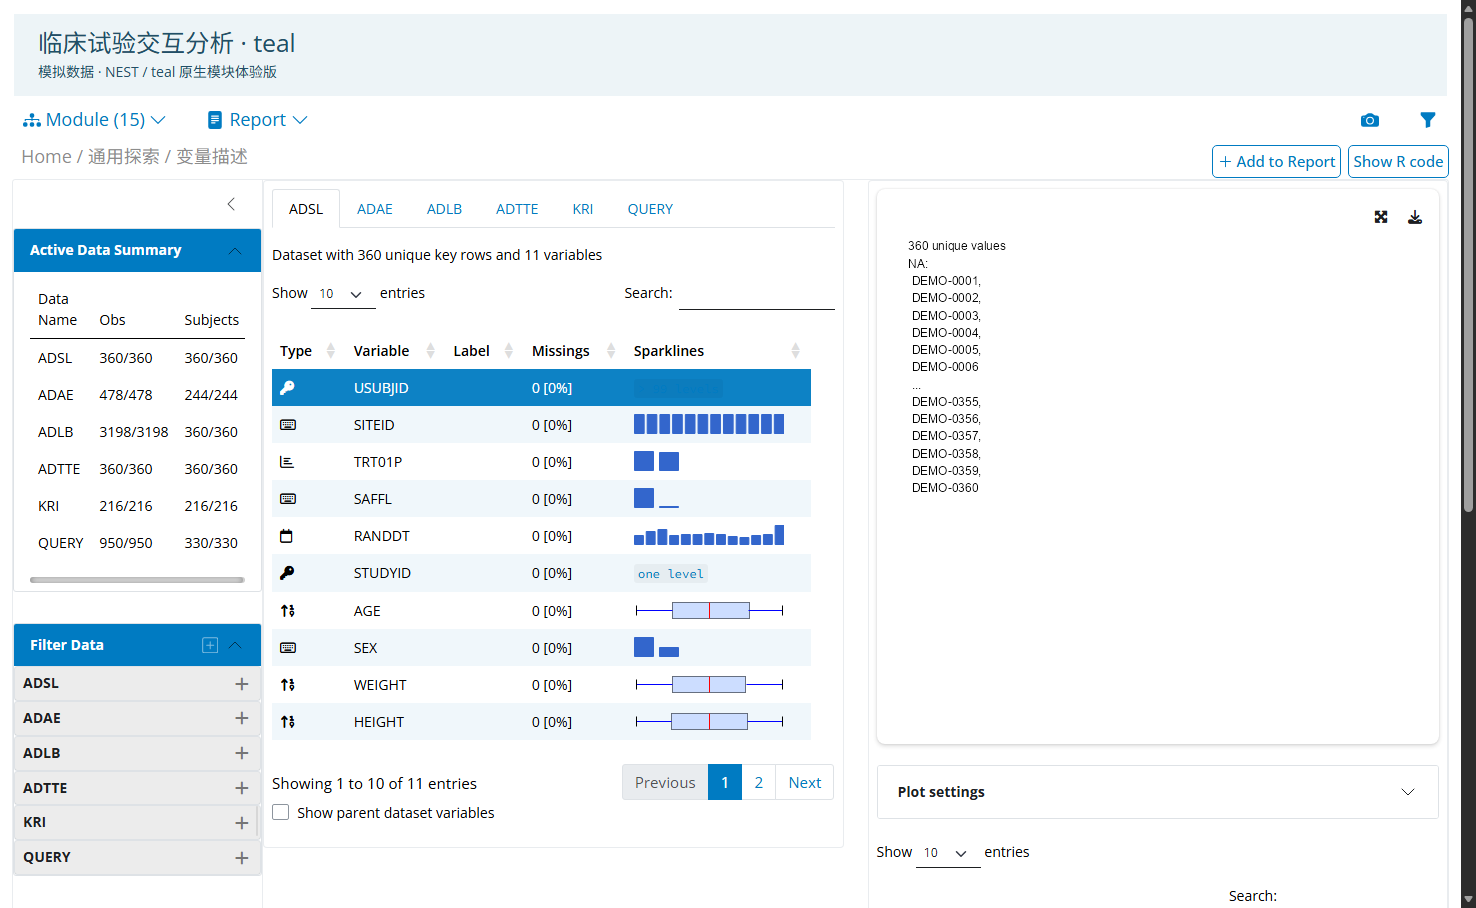 临床试验交互分析 · teal
模拟数据 · NEST / teal 原生模块体验版
Module (15)
Report
Home / 通用探索 / 变量描述
+ Add to Report
Show R code
Active Data Summary
Data Name Obs Subjects
ADSL 360/360 360/360
ADAE 478/478 244/244
ADLB 3198/3198 360/360
ADTTE 360/360 360/360
KRI 216/216 216/216
QUERY 950/950 330/330
Filter Data
ADSL
ADAE
ADLB
ADTTE
KRI
QUERY
ADSL ADAE ADLB ADTTE KRI QUERY
Dataset with 360 unique key rows and 11 variables
Show 10 entries
Search:
Type Variable Label Missings Sparklines
USUBJID 0 [0%]
SITEID 0 [0%]
TRT01P 0 [0%]
SAFFL 0 [0%]
RANDDT 0 [0%]
STUDYID 0 [0%] one level
AGE 0 [0%]
SEX 0 [0%]
WEIGHT 0 [0%]
HEIGHT 0 [0%]
Showing 1 to 10 of 11 entries
Previous 1 2 Next
Show parent dataset variables
360 unique values
NA:
DEMO-0001,
DEMO-0002,
DEMO-0003,
DEMO-0004,
DEMO-0005,
DEMO-0006
...
DEMO-0355,
DEMO-0356,
DEMO-0357,
DEMO-0358,
DEMO-0359,
DEMO-0360
Plot settings
Show 10 entries
Search: